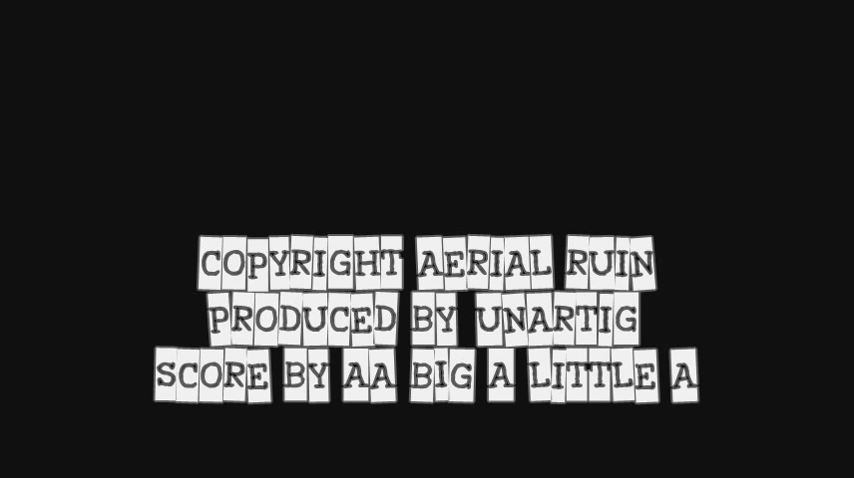 COPYRIGHT AERIAL RUIN
PRODUCED BY UNARTIG
SCORE BY AA BIG A LITTLE A